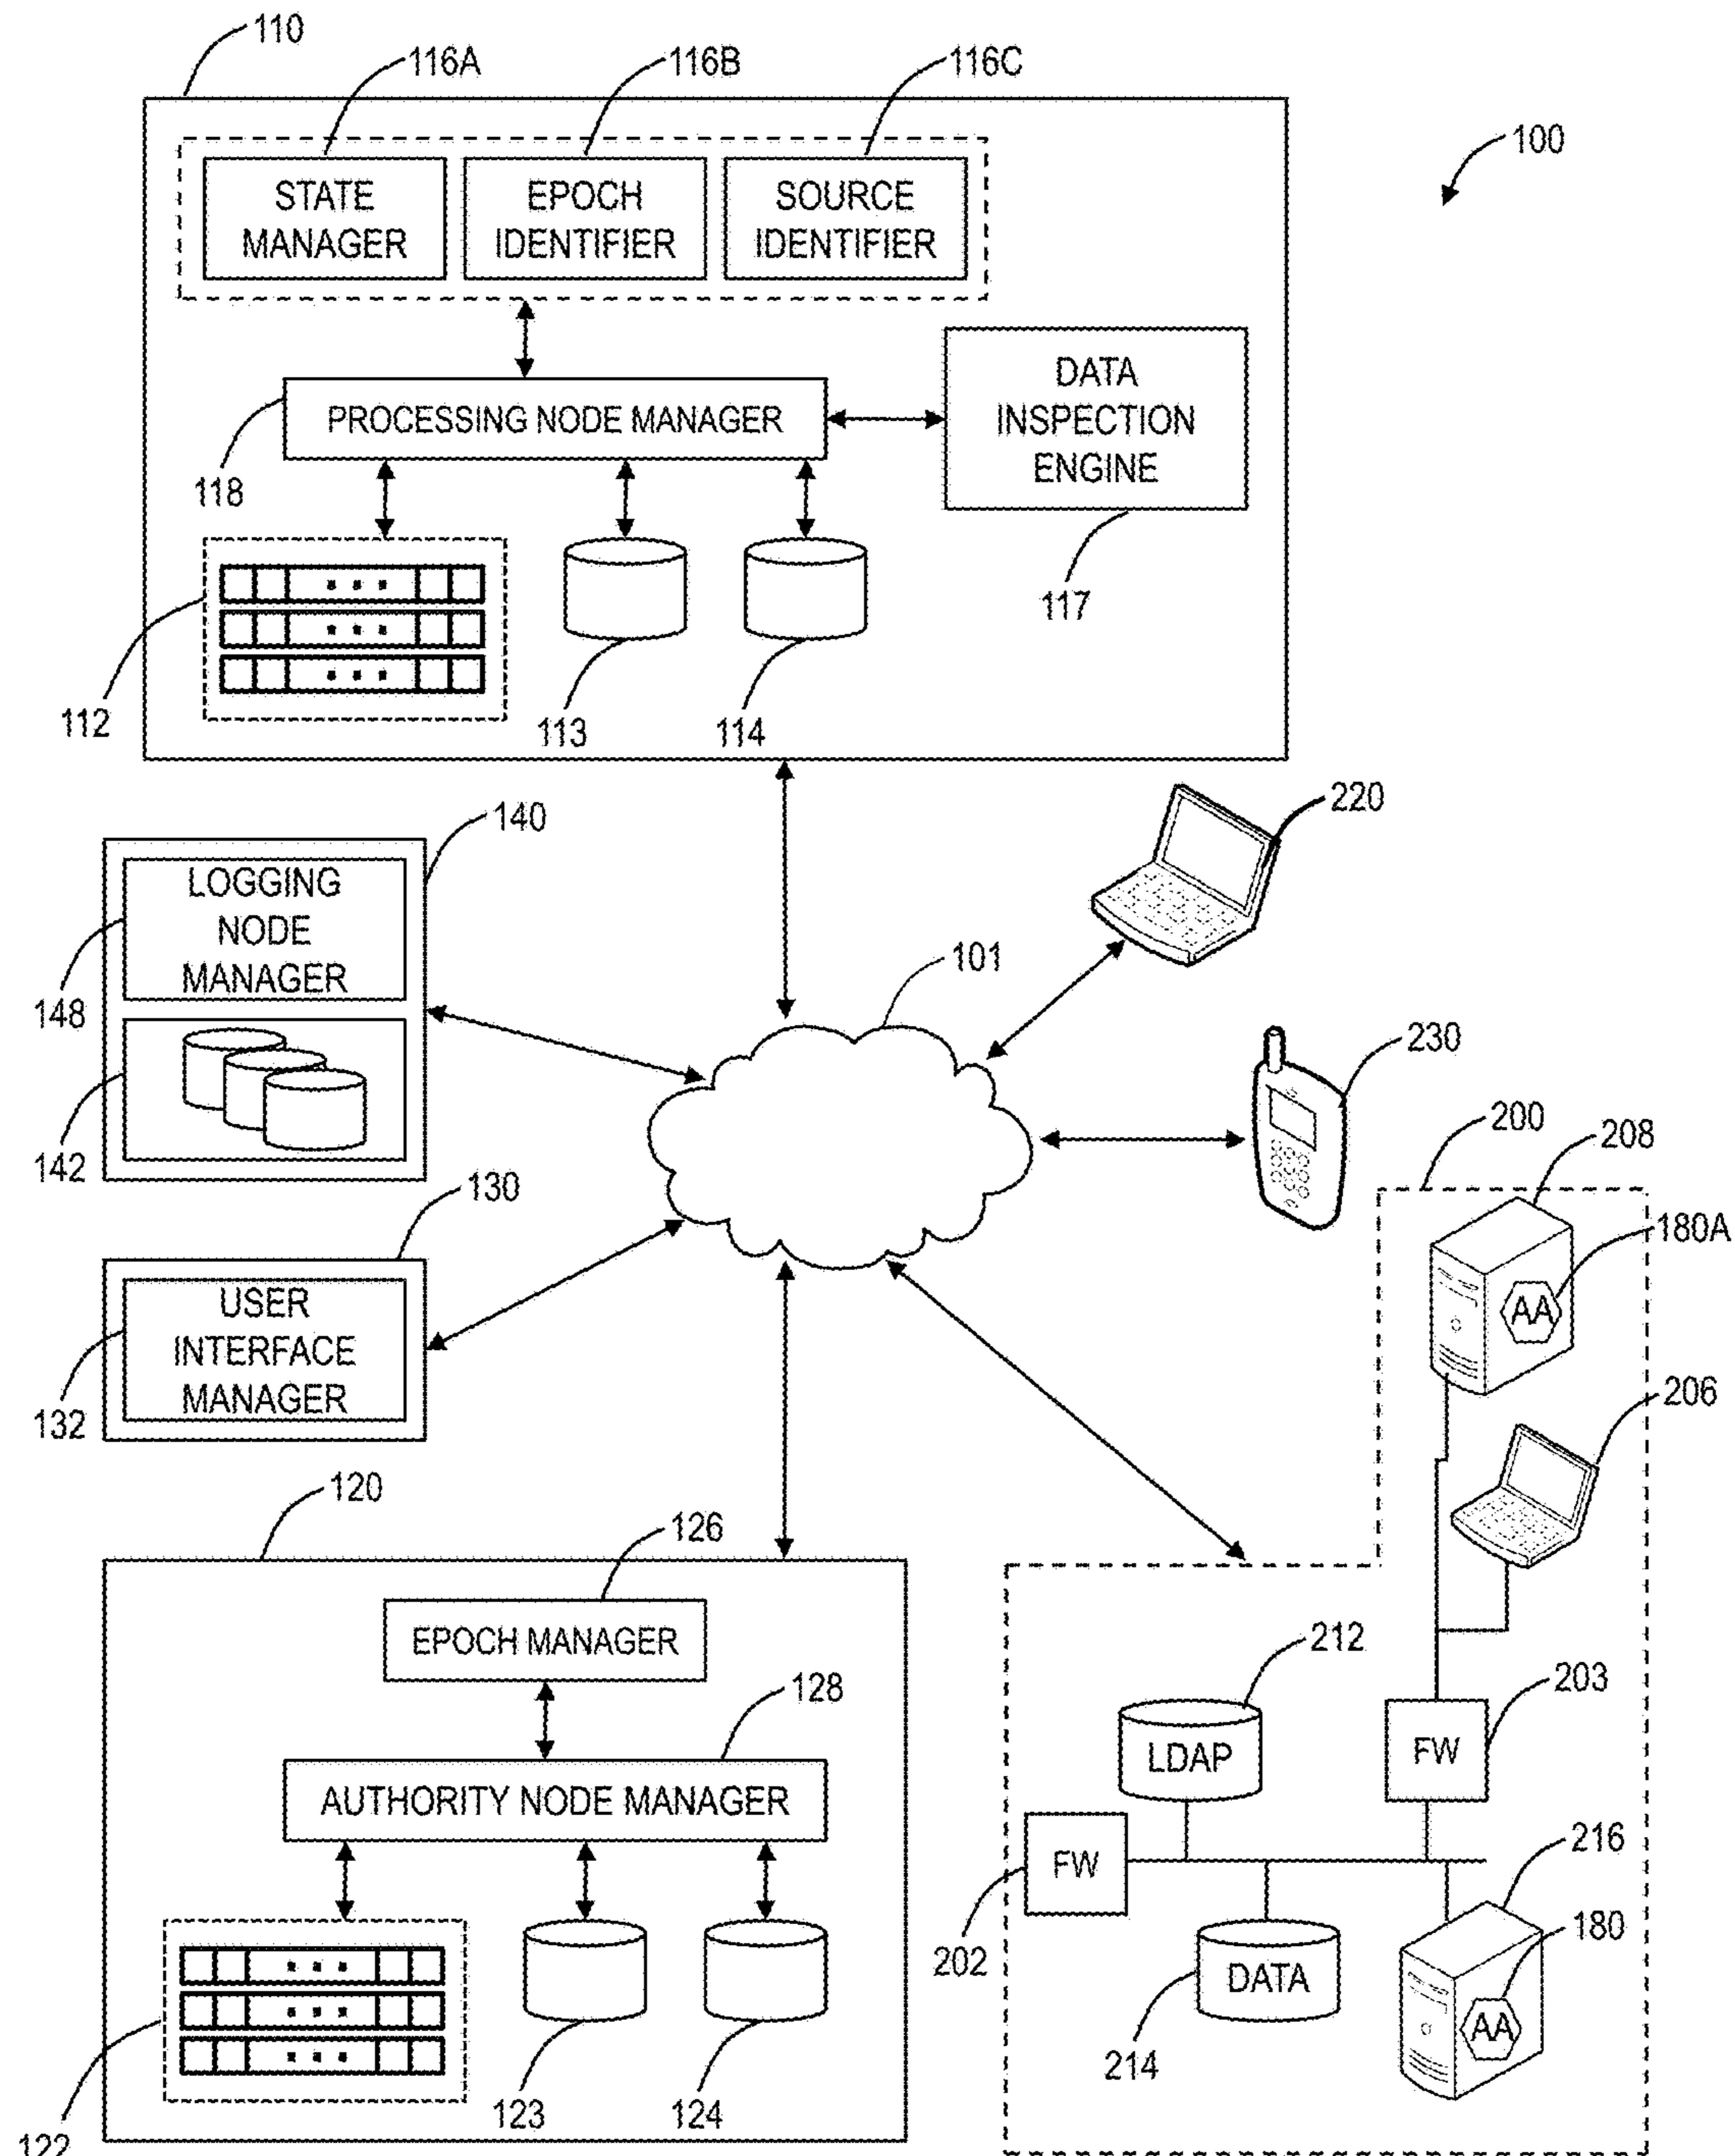 110
116A
116B
116C
100
STATE
MANAGER
EPOCH
IDENTIFIER
SOURCE
IDENTIFIER
PROCESSING NODE MANAGER
DATA
INSPECTION
ENGINE
118
117
112
113
114
220
140
LOGGING
NODE
MANAGER
148
142
101
230
200
208
180A
AA
130
USER
INTERFACE
MANAGER
132
206
120
126
EPOCH MANAGER
128
AUTHORITY NODE MANAGER
212
LDAP
203
FW
FW
202
216
180
AA
DATA
214
122
123
124